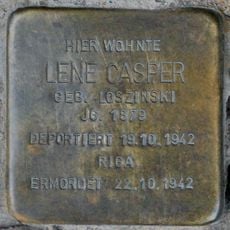 HIER WOHNTE
LENE CASPER
GEB. LOSZINSKI
JG. 1879
DEPORTIERT 19.10.1942
RIGA
ERMORDET 22.10.1942